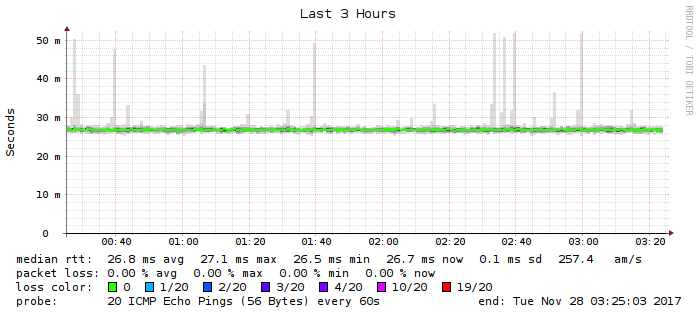 Last 3 Hours
RRDTOOL / TOBI OETIKER
Seconds
50 m
40 m
30 m
20 m
10 m
0
00:40 01:00 01:20 01:40 02:00 02:20 02:40 03:00 03:20
median rtt: 26.8 ms avg 27.1 ms max 26.5 ms min 26.7 ms now 0.1 ms sd 257.4 am/s
packet loss: 0.00 % avg 0.00 % max 0.00 % min 0.00 % now
loss color: 0 1/20 2/20 3/20 4/20 10/20 19/20
probe: 20 ICMP Echo Pings (56 Bytes) every 60s end: Tue Nov 28 03:25:03 2017